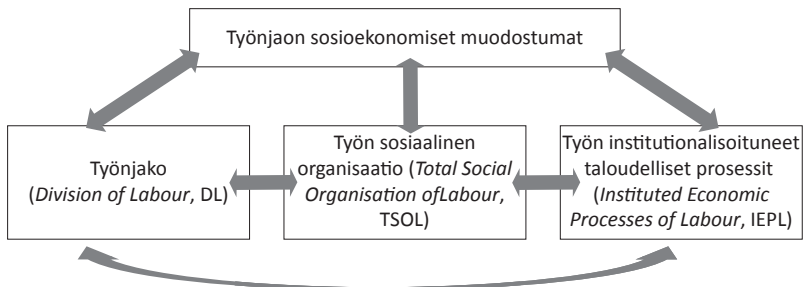 Työnjaon sosioekonomiset muodostumat
Työnjako
(Division of Labour, DL)
Työn sosiaalinen
organisaatio (Total Social
Organisation ofLabour,
TSOL)
Työn institutionalisoituneet
taloudelliset prosessit
(Instituted Economic
Processes of Labour, IEPL)